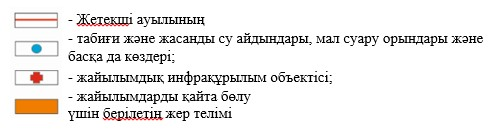 - Жетекші ауылының
- табиғи және жасанды су айдындары, мал суару орындары және
басқа да көздері;
- жайылымдық инфрақұрылым объектісі;
- жайылымдарды қайта бөлу
үшін берілетін жер телімі